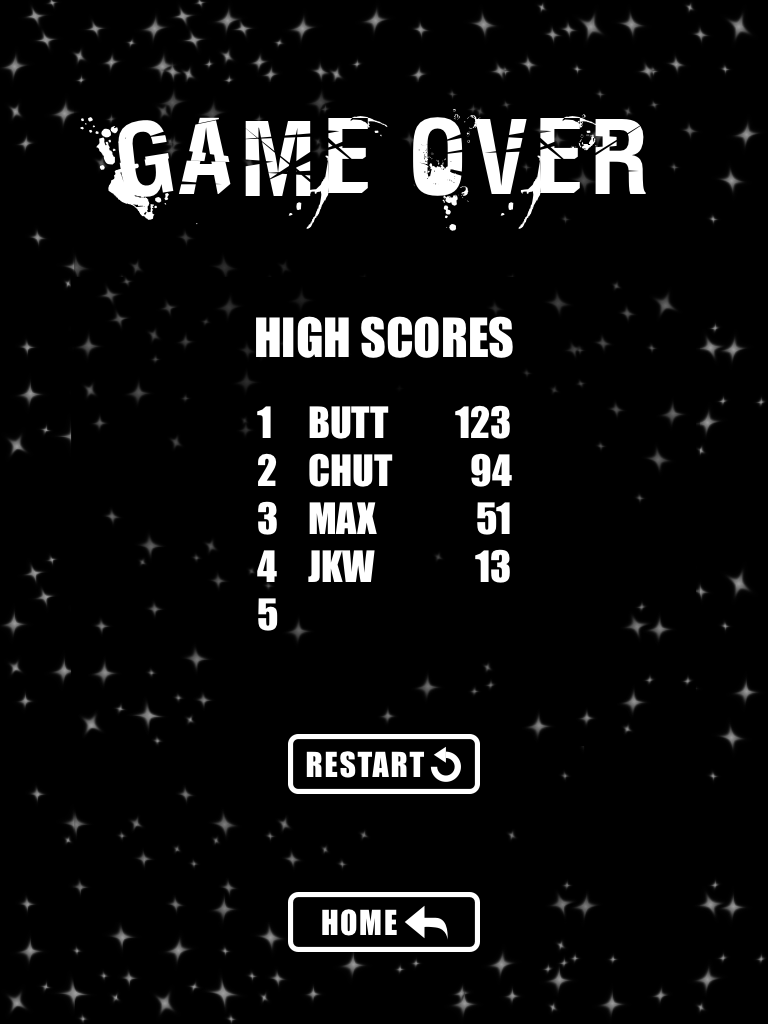 GAME OVER
HIGH SCORES
1 BUTT 123
2 CHUT 94
3 MAX 51
4 JKW 13
5
RESTART
HOME